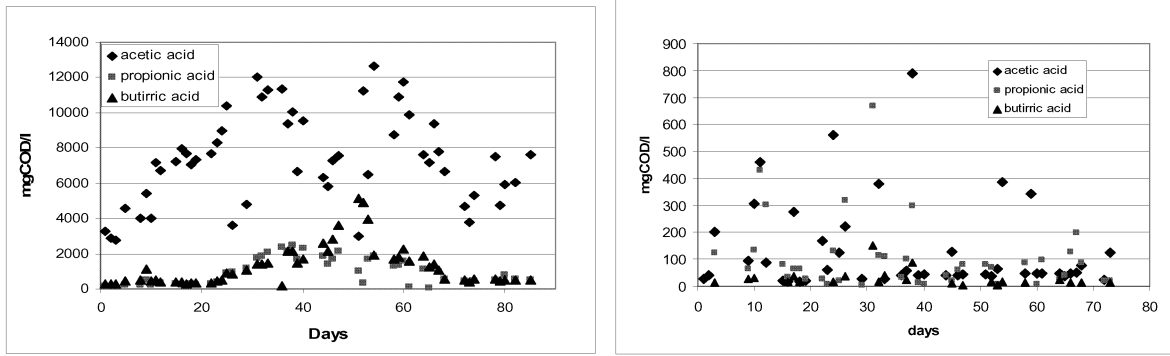 14000
12000
10000
8000
6000
4000
2000
0
mgCOD/l
acetic acid
propionic acid
butirric acid
0 20 40 60 80
Days
900
800
700
600
500
400
300
200
100
0
mgCOD/l
acetic acid
propionic acid
butirric acid
0 10 20 30 40 50 60 70 80
days